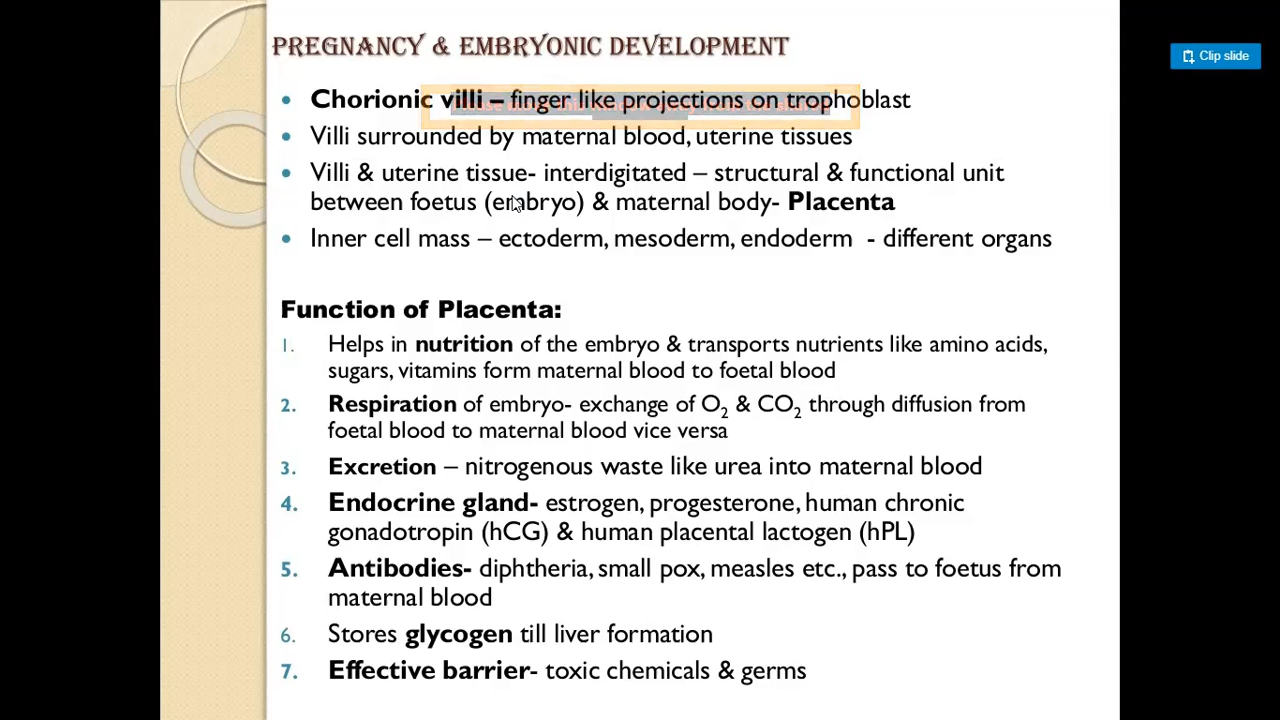 PREGNANCY & EMBRYONIC DEVELOPMENT
Clip slide
• Chorionic villi – finger like projections on trophoblast
• Villi surrounded by maternal blood, uterine tissues
• Villi & uterine tissue- interdigitated – structural & functional unit
between foetus (embryo) & maternal body- Placenta
• Inner cell mass – ectoderm, mesoderm, endoderm - different organs
Function of Placenta:
1. Helps in nutrition of the embryo & transports nutrients like amino acids,
sugars, vitamins form maternal blood to foetal blood
2. Respiration of embryo- exchange of O₂ & CO₂ through diffusion from
foetal blood to maternal blood vice versa
3. Excretion – nitrogenous waste like urea into maternal blood
4. Endocrine gland- estrogen, progesterone, human chronic
gonadotropin (hCG) & human placental lactogen (hPL)
5. Antibodies- diphtheria, small pox, measles etc., pass to foetus from
maternal blood
6. Stores glycogen till liver formation
7. Effective barrier- toxic chemicals & germs